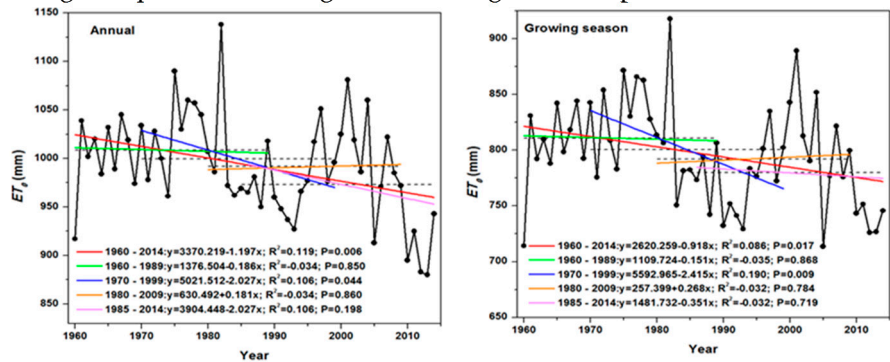 Annual
ET0 (mm)
1150
1100
1050
1000
950
900
850
1960 - 2014:y=3370.219-1.197x; R²=0.119; P=0.006
1960 - 1989:y=1376.504-0.186x; R²=-0.034; P=0.850
1970 - 1999:y=5021.512-2.027x; R²=0.106; P=0.044
1980 - 2009:y=630.492+0.181x; R²=-0.034; P=0.860
1985 - 2014:y=3904.448-2.027x; R²=0.106; P=0.198
1960 1970 1980 1990 2000 2010
Year
Growing season
ET0 (mm)
900
850
800
750
700
650
1960 - 2014:y=2620.259-0.918x; R²=0.086; P=0.017
1960 - 1989:y=1109.724-0.151x; R²=-0.035; P=0.868
1970 - 1999:y=5592.965-2.415x; R²=0.190; P=0.009
1980 - 2009:y=257.399+0.268x; R²=-0.032; P=0.784
1985 - 2014:y=1481.732-0.351x; R²=-0.032; P=0.719
1960 1970 1980 1990 2000 2010
Year